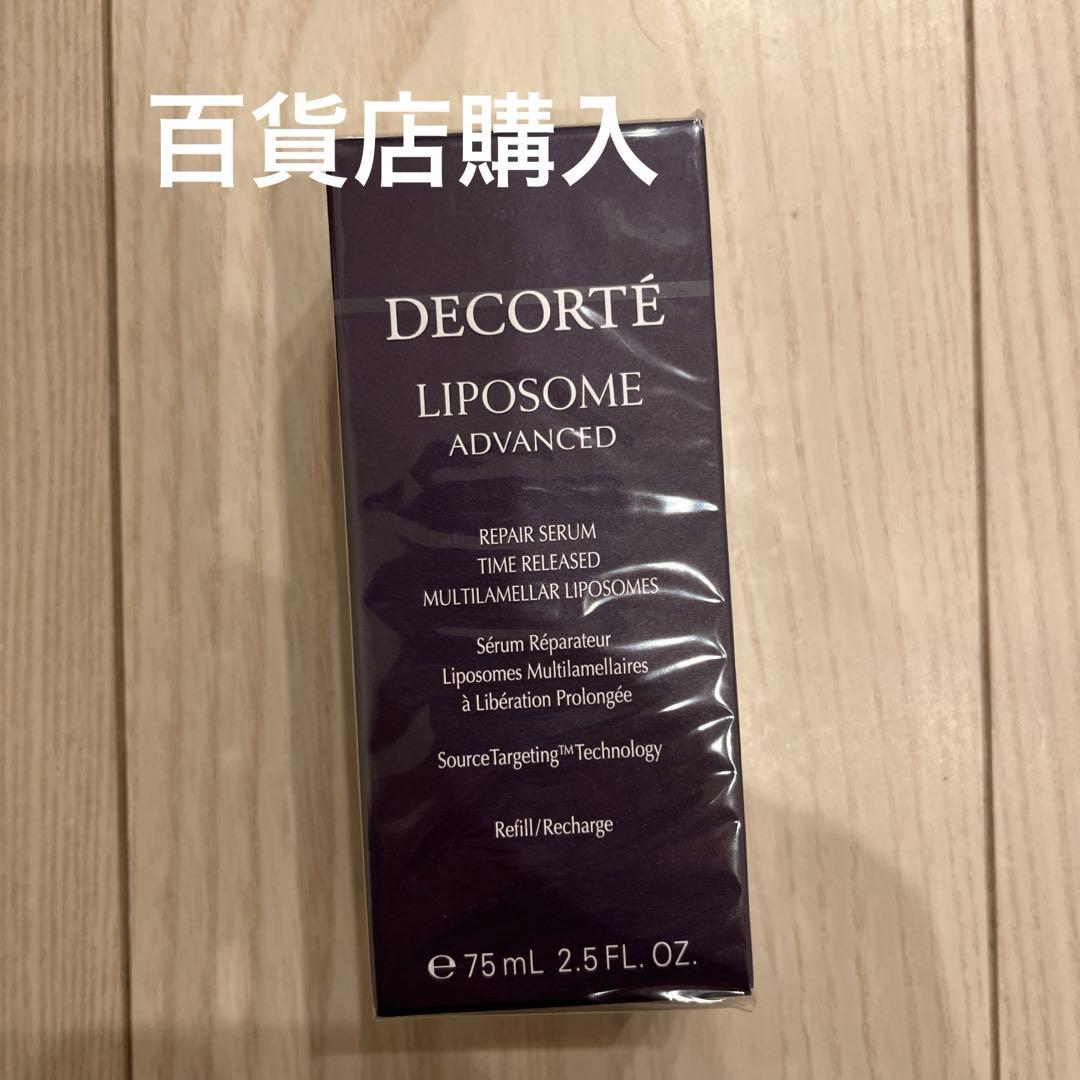 百貨店購入
DECORTÉ
LIPOSOME
ADVANCED
REPAIR SERUM
TIME RELEASED
MULTILAMELLAR LIPOSOMES
Sérum Réparateur
Liposomes Multilamellaires
à Libération Prolongée
SourceTargeting™ Technology
Refill/Recharge
℮ 75 mL 2.5 FL. OZ.